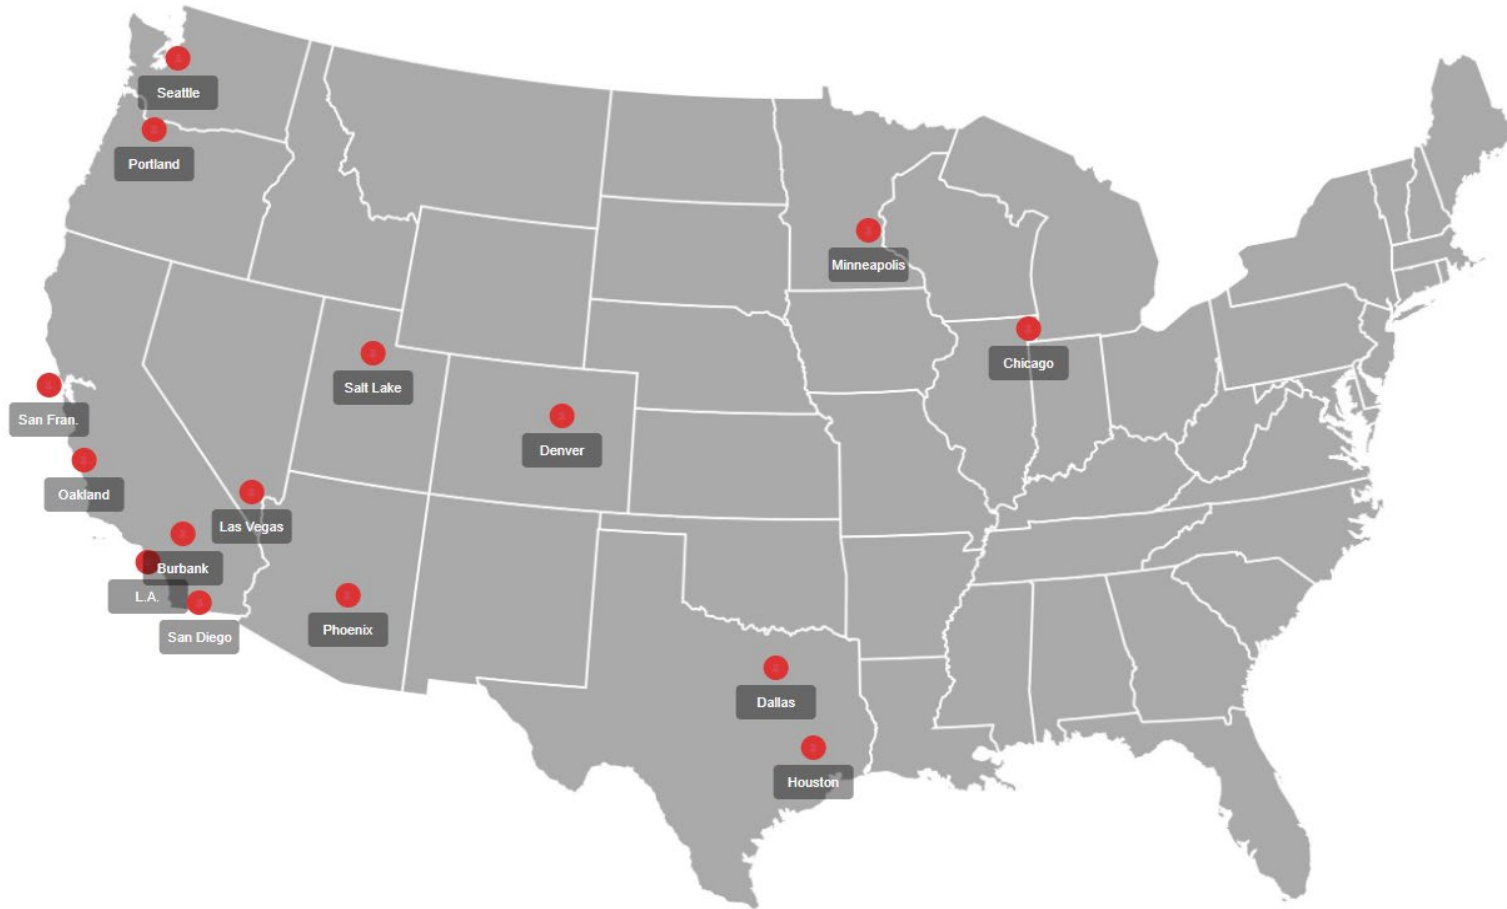 Seattle
Portland
Minneapolis
Chicago
Salt Lake
San Fran.
Denver
Oakland
Las Vegas
Burbank
L.A.
San Diego
Phoenix
Dallas
Houston